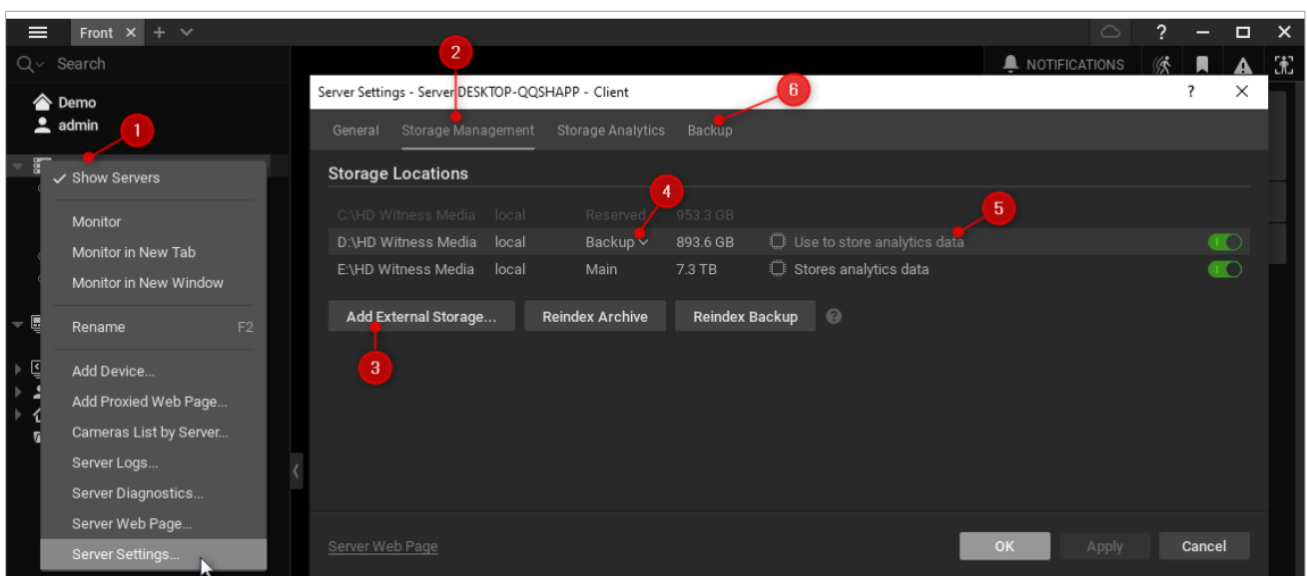 Front
Search
NOTIFICATIONS
Demo
admin
1
Show Servers
Monitor
Monitor in New Tab
Monitor in New Window
Rename F2
Add Device...
Add Proxied Web Page...
Cameras List by Server...
Server Logs...
Server Diagnostics...
Server Web Page...
Server Settings...
2
6
Server Settings - Server DESKTOP-QQSHAPP - Client ?
General Storage Management Storage Analytics Backup
Storage Locations
4
5
C:\HD Witness Media local Reserved 953.3 GB
D:\HD Witness Media local Backup 893.6 GB Use to store analytics data
E:\HD Witness Media local Main 7.3 TB Stores analytics data
Add External Storage... Reindex Archive Reindex Backup ?
3
Server Web Page OK Apply Cancel